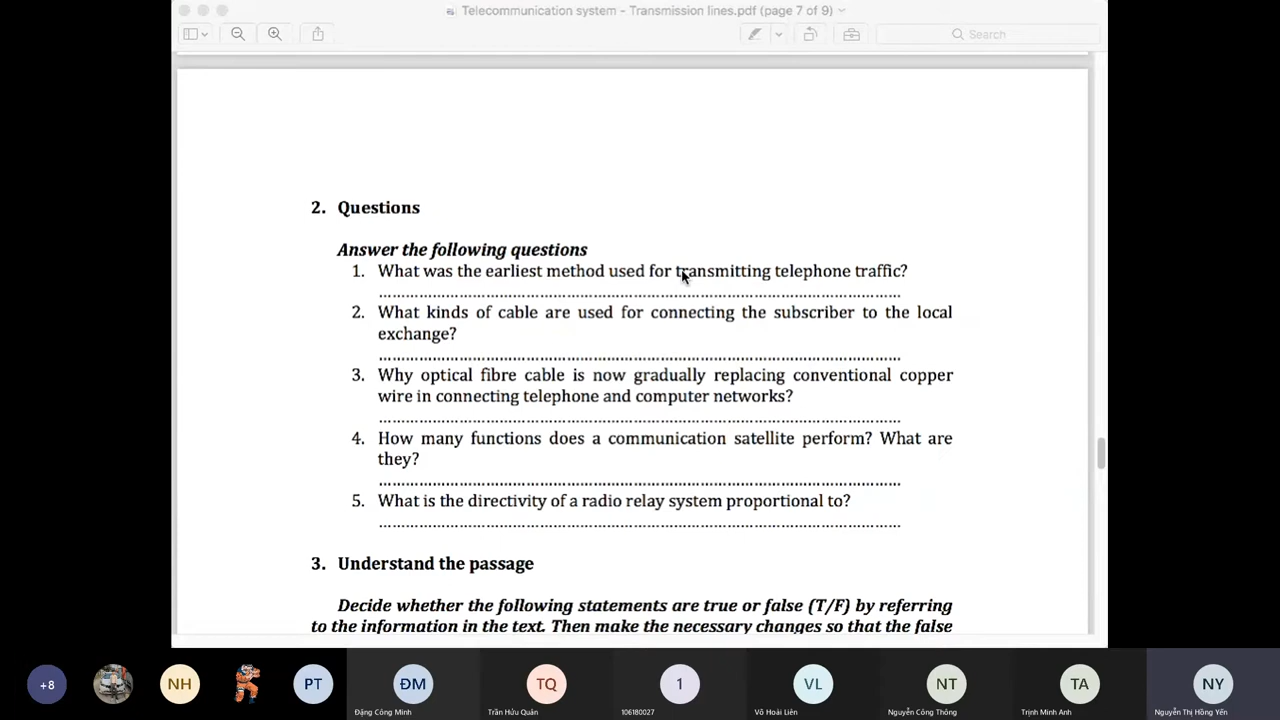 Telecommunication system - Transmission lines.pdf (page 7 of 9)
Search
2. Questions
Answer the following questions
1. What was the earliest method used for transmitting telephone traffic?
2. What kinds of cable are used for connecting the subscriber to the local
exchange?
3. Why optical fibre cable is now gradually replacing conventional copper
wire in connecting telephone and computer networks?
4. How many functions does a communication satellite perform? What are
they?
5. What is the directivity of a radio relay system proportional to?
3. Understand the passage
Decide whether the following statements are true or false (T/F) by referring
to the information in the text. Then make the necessary changes so that the false
+8 NH PT ĐM TQ 1 VL NT TA NY
Đặng Công Minh Trần Hứu Quân 106180027 Võ Hoài Liên Nguyễn Công Thông Trịnh Minh Anh Nguyễn Thị Hồng Yến